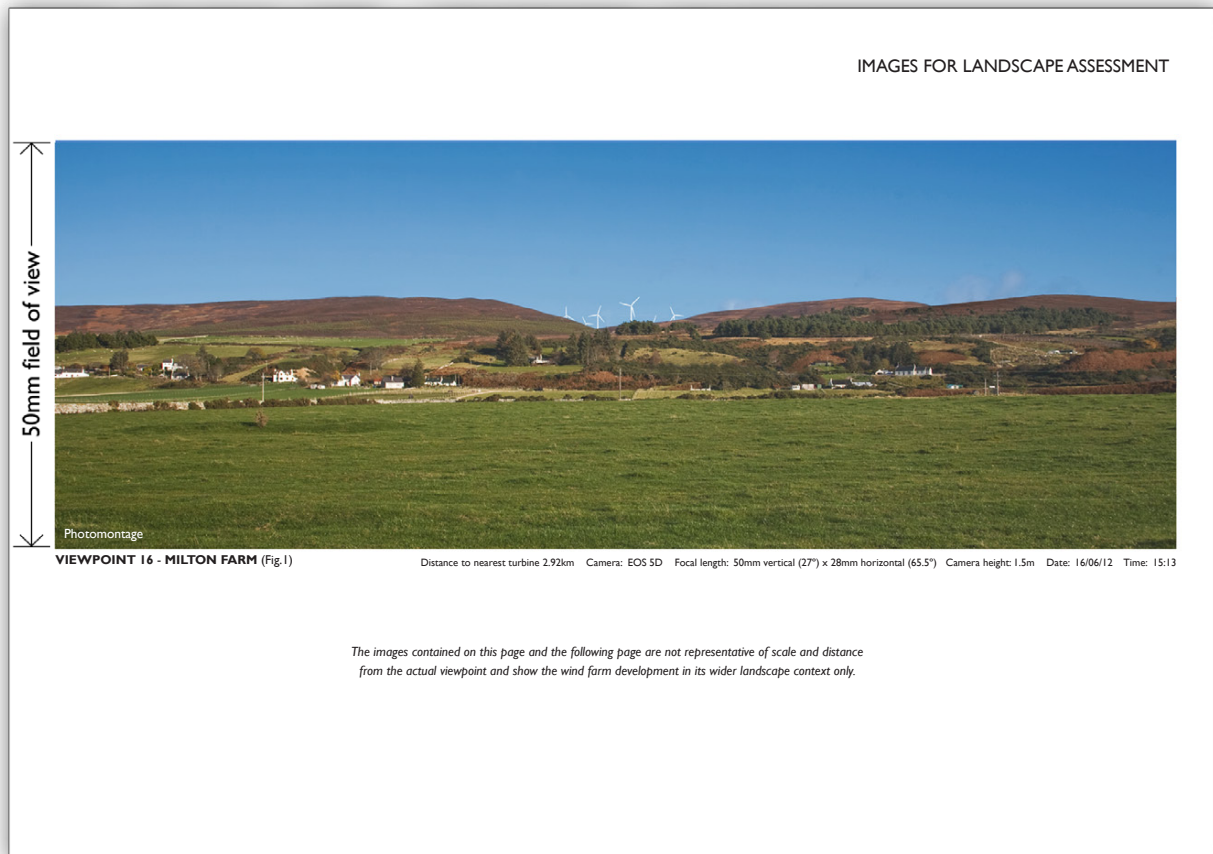 IMAGES FOR LANDSCAPE ASSESSMENT
50mm field of view
Photomontage
VIEWPOINT 16 - MILTON FARM (Fig.1)
Distance to nearest turbine 2.92km Camera: EOS 5D Focal length: 50mm vertical (27°) x 28mm horizontal (65.5°) Camera height: 1.5m Date: 16/06/12 Time: 15:13
The images contained on this page and the following page are not representative of scale and distance
from the actual viewpoint and show the wind farm development in its wider landscape context only.